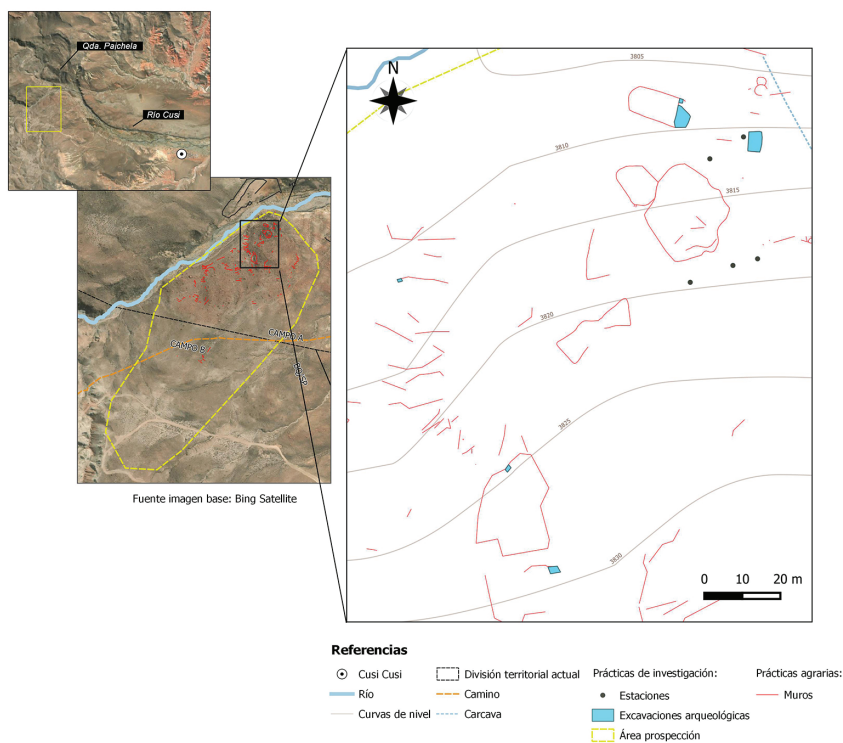 Qda. Pajchela
Río Cusi
CAMPO A
CAMPO B
Fuente imagen base: Bing Satellite
N
3805
3810
3815
3820
3825
3830
0 10 20 m
Referencias
Cusi Cusi
Río
Curvas de nivel
División territorial actual
Camino
Carcava
Prácticas de investigación:
Estaciones
Excavaciones arqueológicas
Área prospección
Prácticas agrarias:
Muros